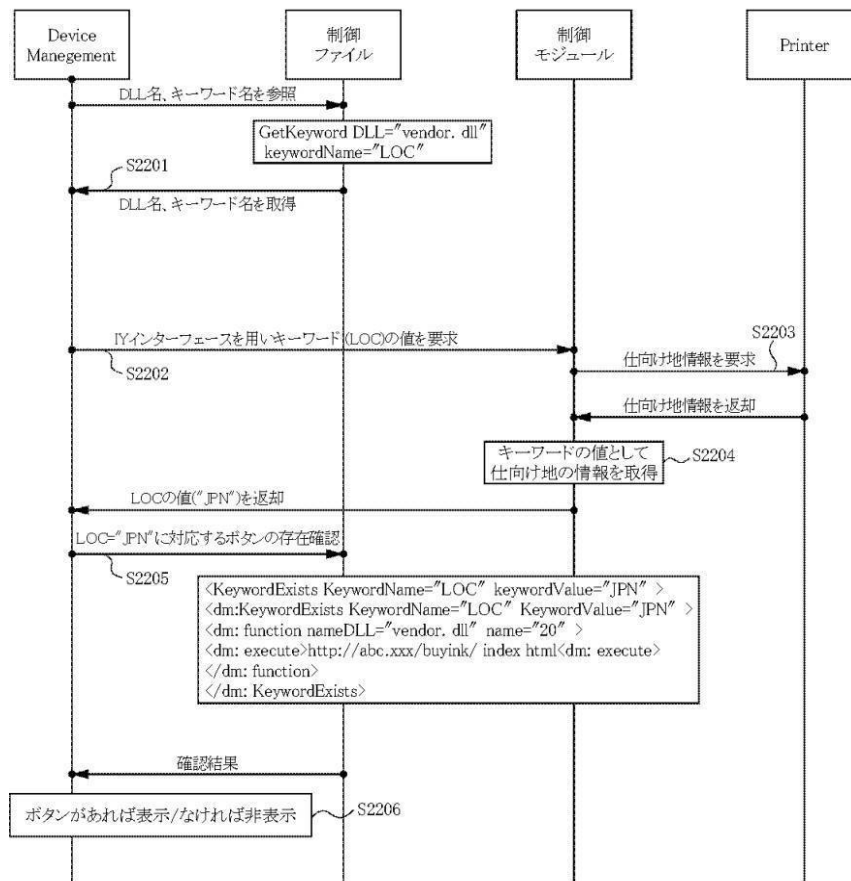 Device
Manegement
制御
ファイル
制御
モジュール
Printer
DLL名、キーワード名を参照
GetKeyword DLL="vendor. dll"
keywordName="LOC"
S2201
DLL名、キーワード名を取得
IYインターフェースを用いキーワード(LOC)の値を要求
S2202
S2203
仕向け地情報を要求
仕向け地情報を返却
キーワードの値として
仕向け地の情報を取得
S2204
LOCの値("JPN")を返却
LOC="JPN"に対応するボタンの存在確認
S2205
<KeywordExists KeywordName="LOC" keywordValue="JPN" >
<dm:KeywordExists KeywordName="LOC" KeywordValue="JPN" >
<dm: function nameDLL="vendor. dll" name="20" >
<dm: execute>http://abc.xxx/buyink/ index html<dm: execute>
</dm: function>
</dm: KeywordExists>
確認結果
ボタンがあれば表示/なければ非表示
S2206